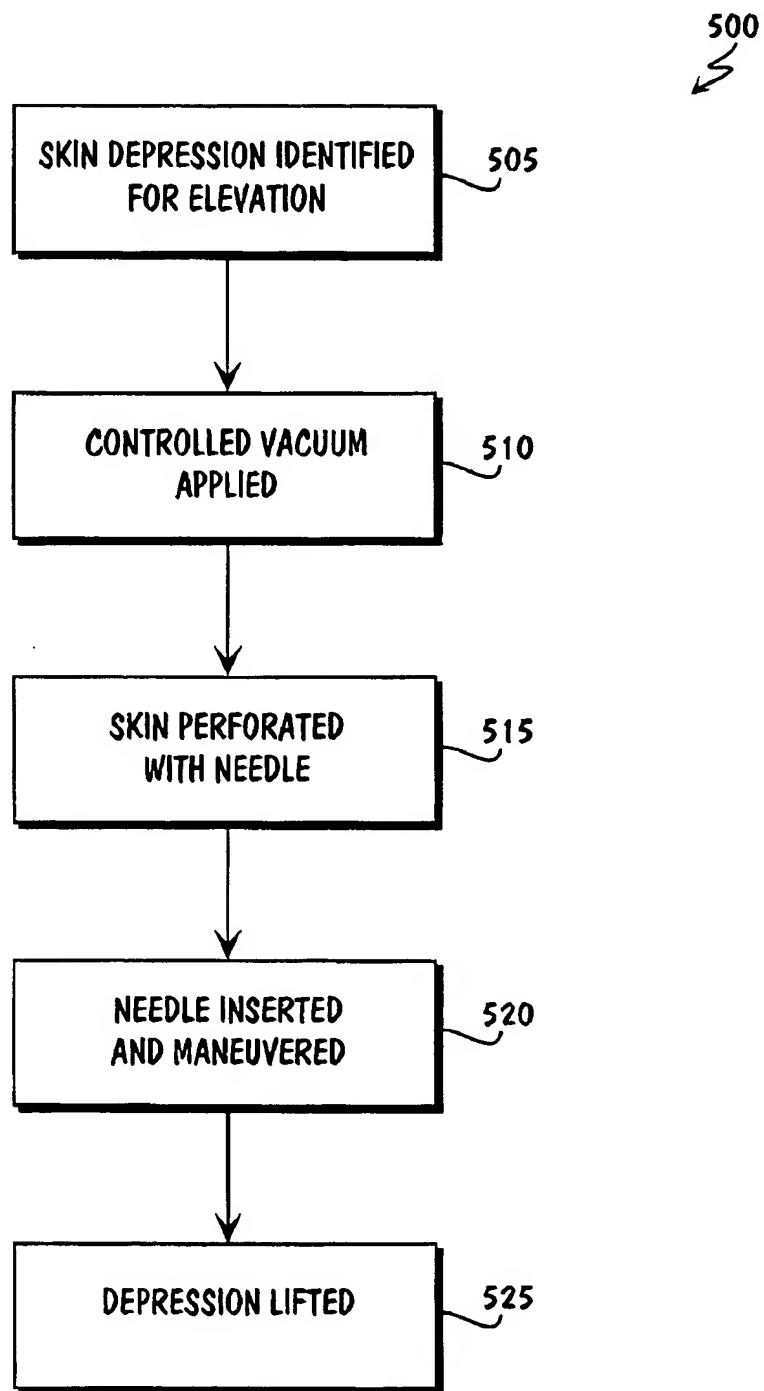 500
SKIN DEPRESSION IDENTIFIED
FOR ELEVATION
505
CONTROLLED VACUUM
APPLIED
510
SKIN PERFORATED
WITH NEEDLE
515
NEEDLE INSERTED
AND MANEUVERED
520
DEPRESSION LIFTED
525